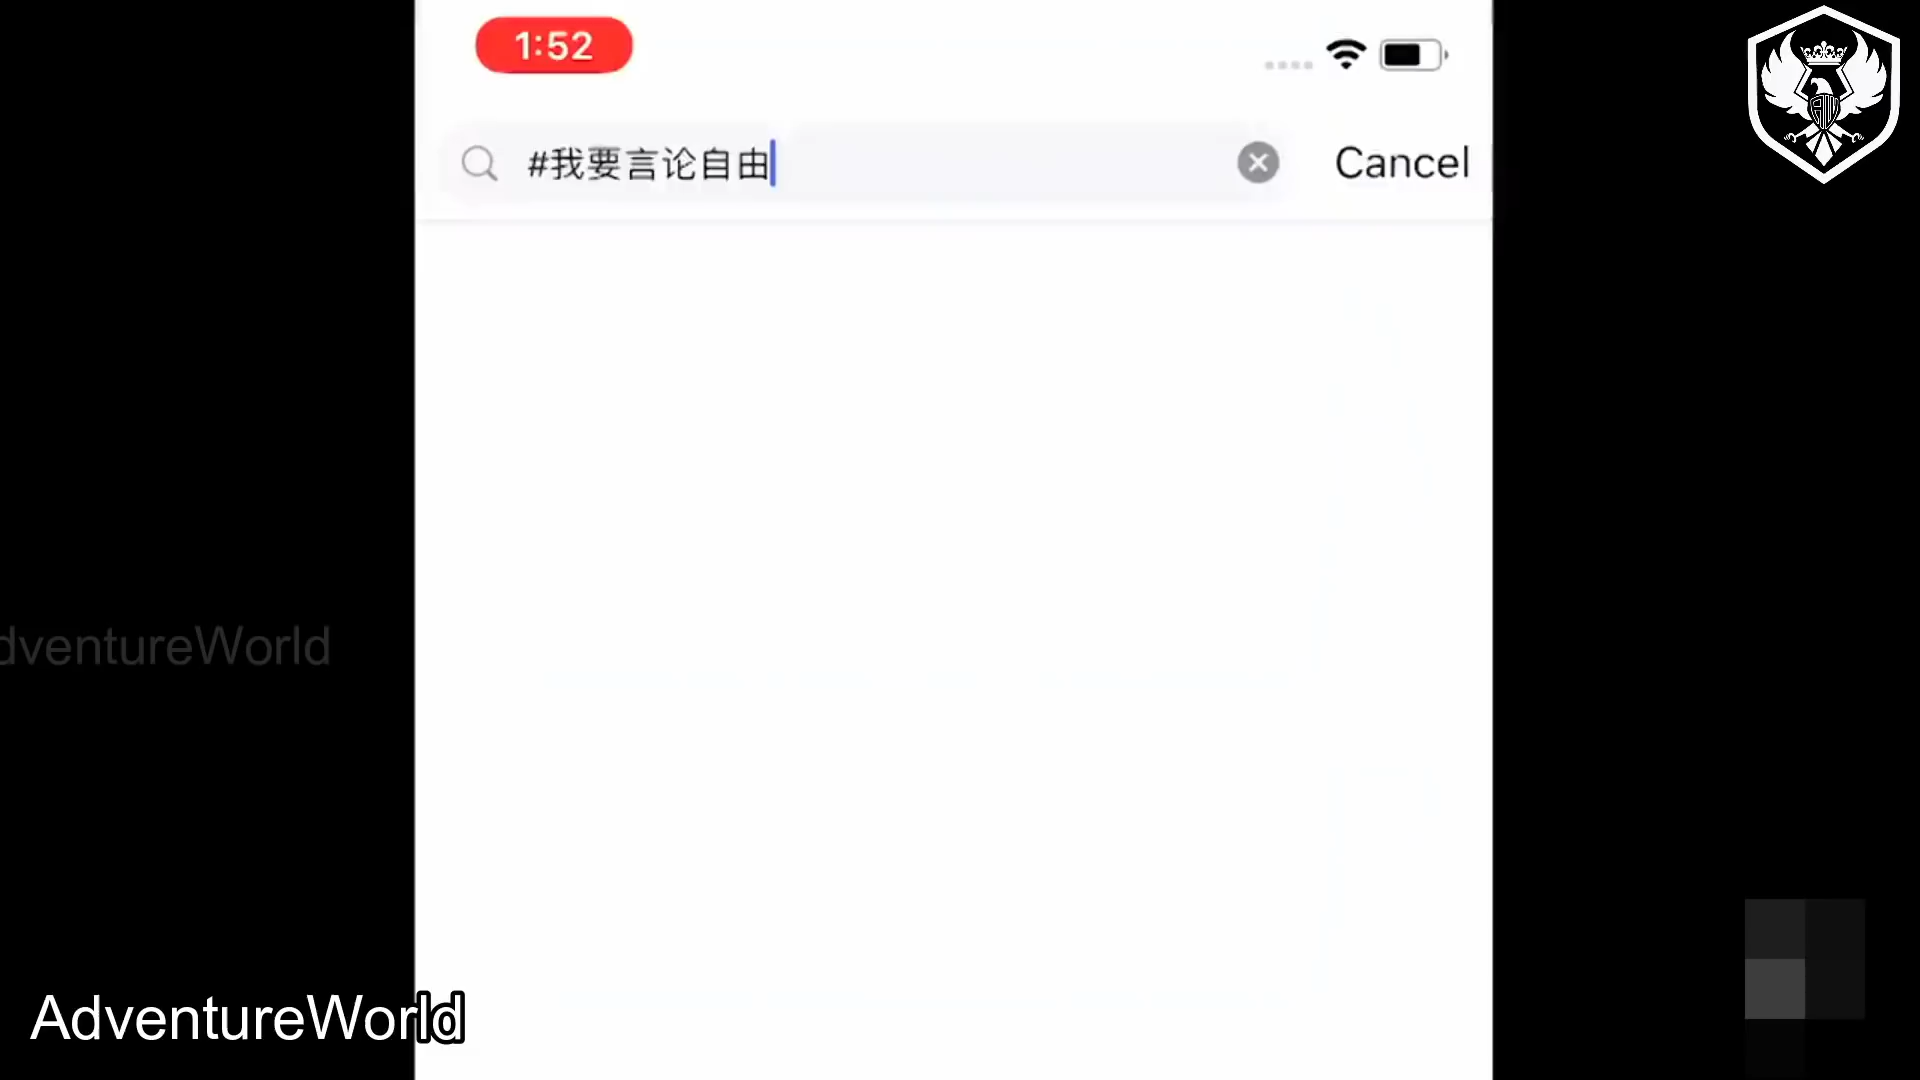 1:52
#我要言论自由
Cancel
dventureWorld
AdventureWorld